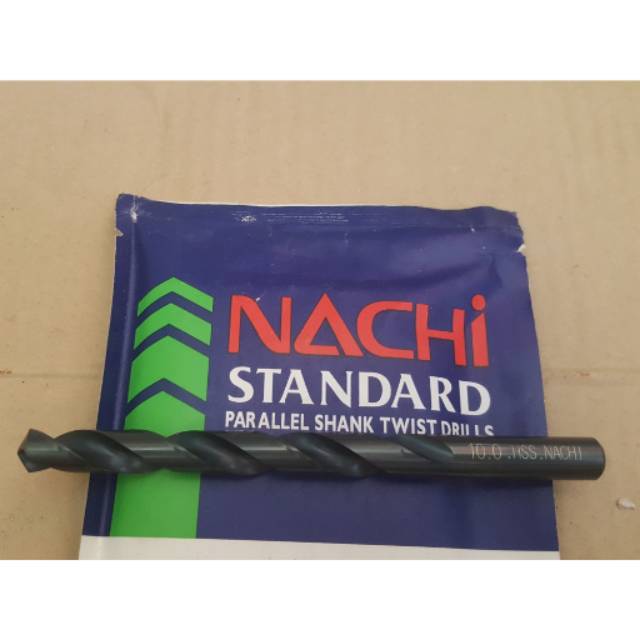 NACHi
STANDARD
PARALLEL SHANK TWIST DRILLS
10.0.HSS.NACHI